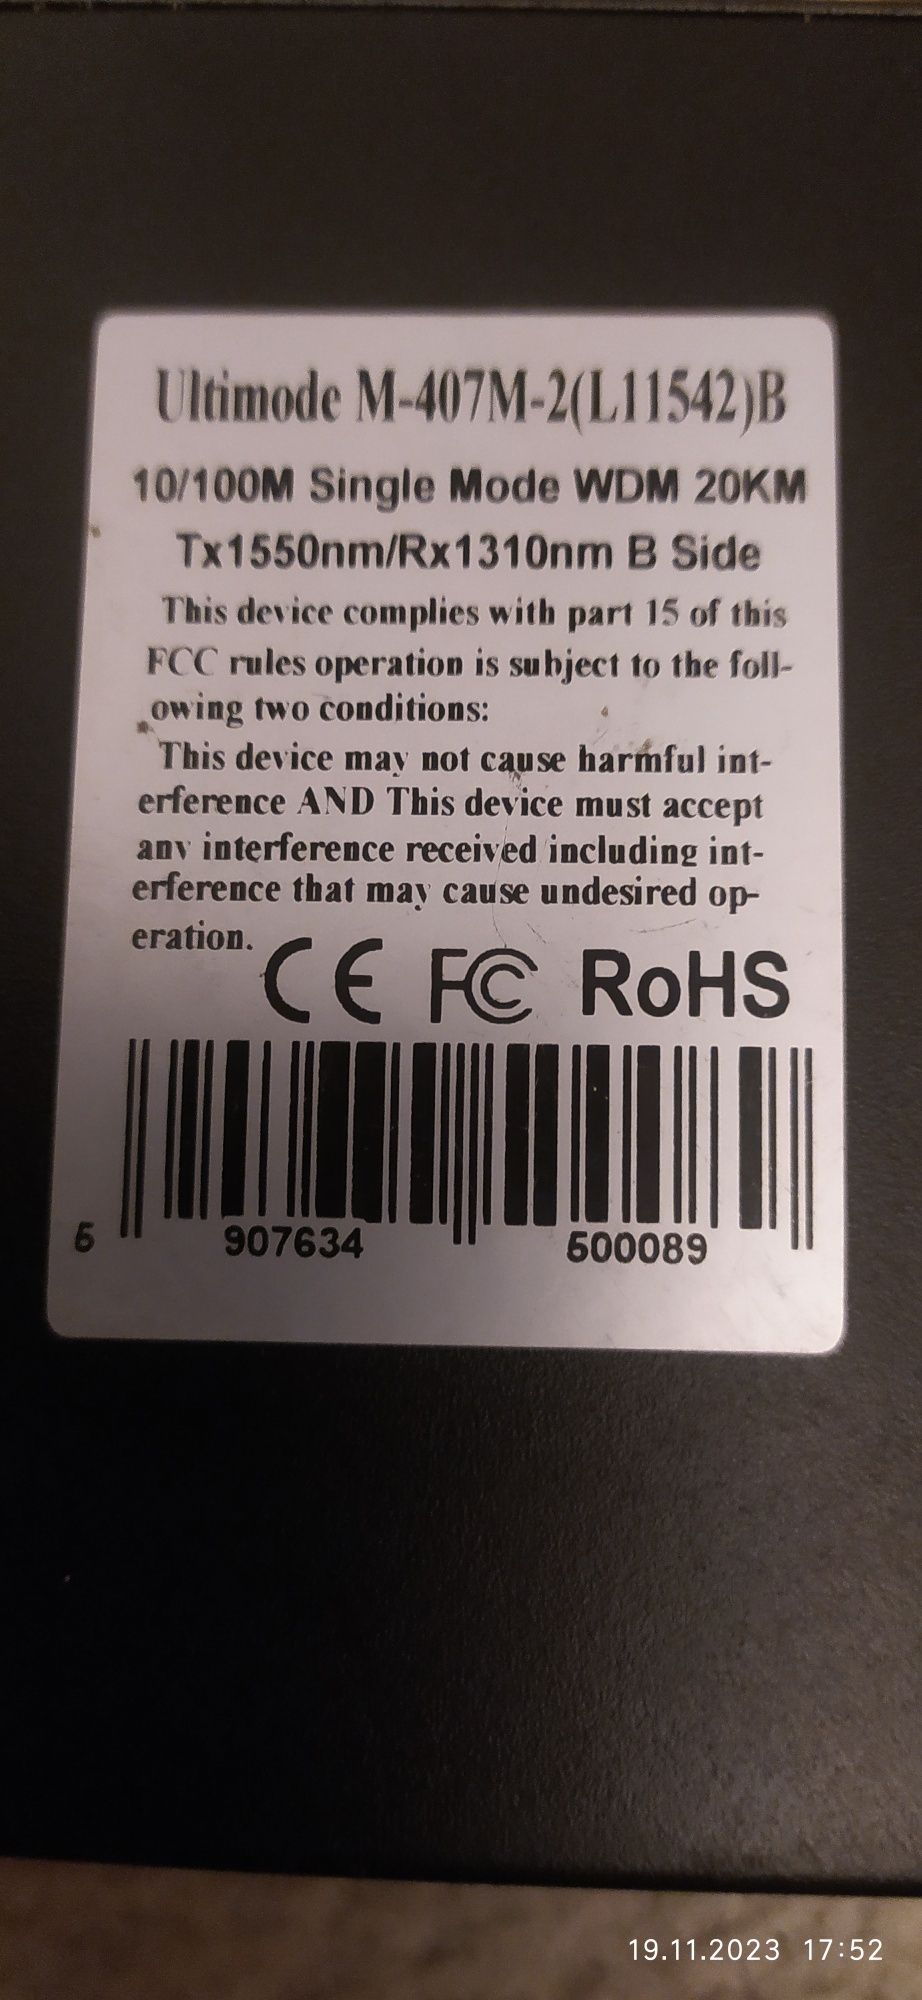 Ultimode M-407M-2(L11542)B
10/100M Single Mode WDM 20KM
Tx1550nm/Rx1310nm B Side
This device complies with part 15 of this
FCC rules operation is subject to the foll-
owing two conditions:
This device may not cause harmful int-
erference AND This device must accept
any interference received including int-
erference that may cause undesired op-
eration.
CE FC RoHS
5 907634 500089
19.11.2023 17:52